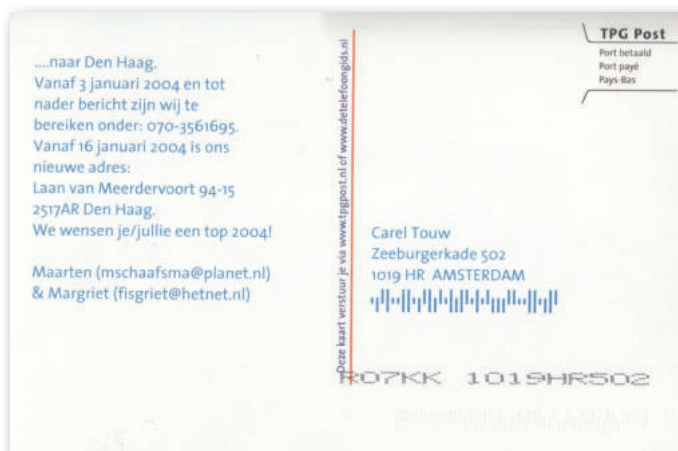 ....naar Den Haag.
Vanaf 3 januari 2004 en tot
nader bericht zijn wij te
bereiken onder: 070-3561695.
Vanaf 16 januari 2004 is ons
nieuwe adres:
Laan van Meerdervoort 94-15
2517AR Den Haag.
We wensen je/jullie een top 2004!
Maarten (mschaafsma@planet.nl)
& Margriet (fisgriet@hetnet.nl)
Deze kaart verstuur je via www.tpgpost.nl of www.detelefoongids.nl
TPG Post
Port betaald
Port payé
Pays-Bas
Carel Touw
Zeeburgerkade 502
1019 HR AMSTERDAM
R07KK 1019HR502